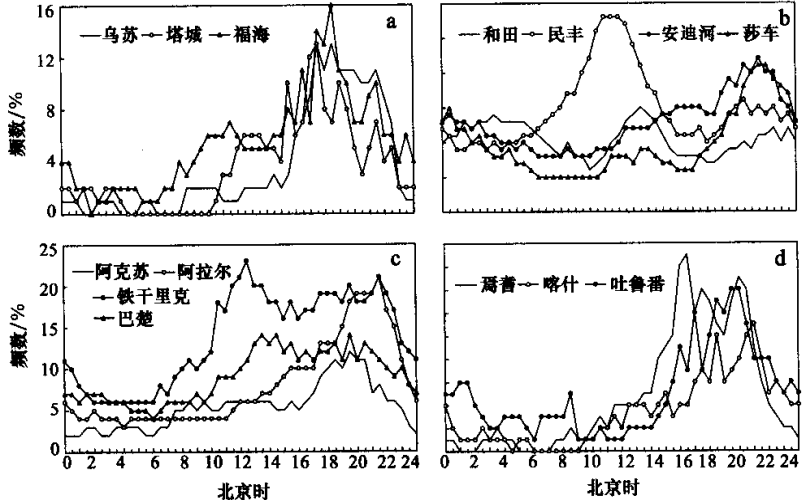 a
乌苏 塔城 福海
频数/%
16
12
8
4
0
b
和田 民丰 安迪河 莎车
c
阿克苏 阿拉尔
铁干里克
巴楚
频数/%
25
20
15
10
5
0
0 2 4 6 8 10 12 14 16 18 20 22 24
北京时
d
焉耆 喀什 吐鲁番
0 2 4 6 8 10 12 14 16 18 20 22 24
北京时